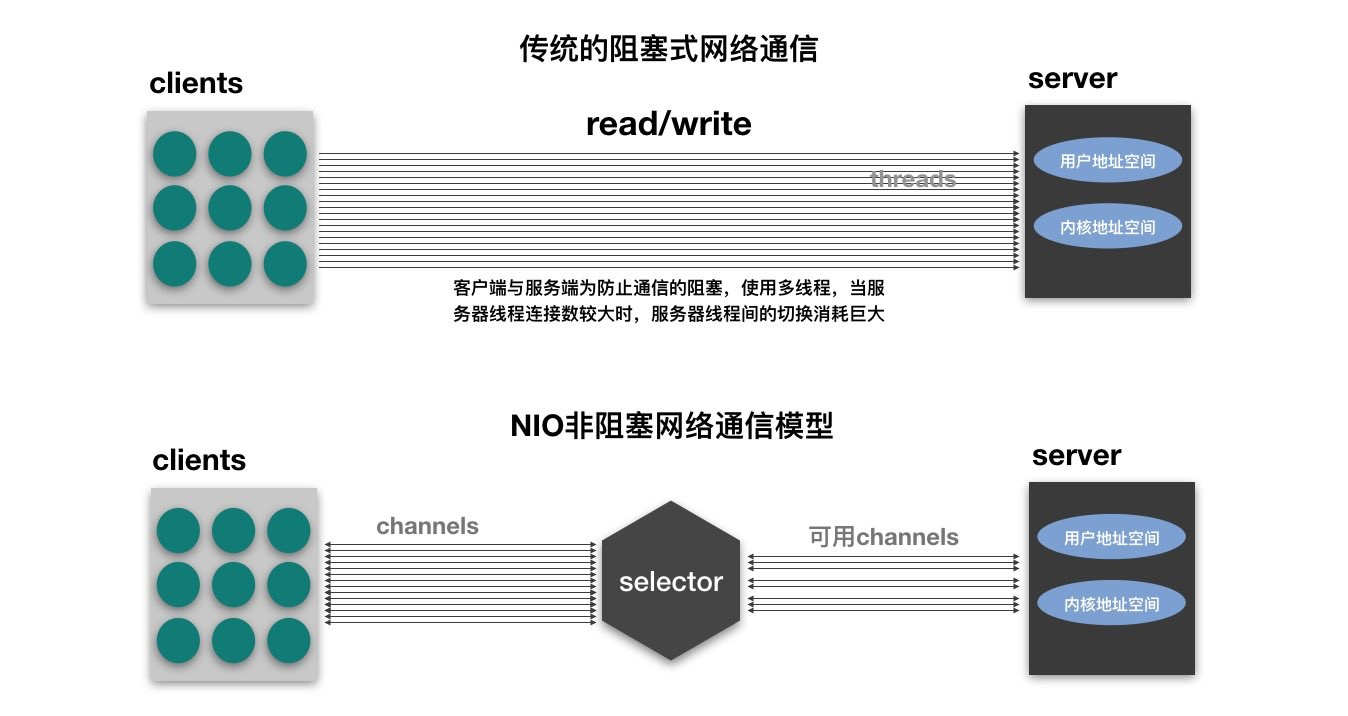 传统的阻塞式网络通信
clients
server
read/write
threads
用户地址空间
内核地址空间
客户端与服务端为防止通信的阻塞，使用多线程，当服
务器线程连接数较大时，服务器线程间的切换消耗巨大
NIO非阻塞网络通信模型
clients
server
channels
可用channels
selector
用户地址空间
内核地址空间